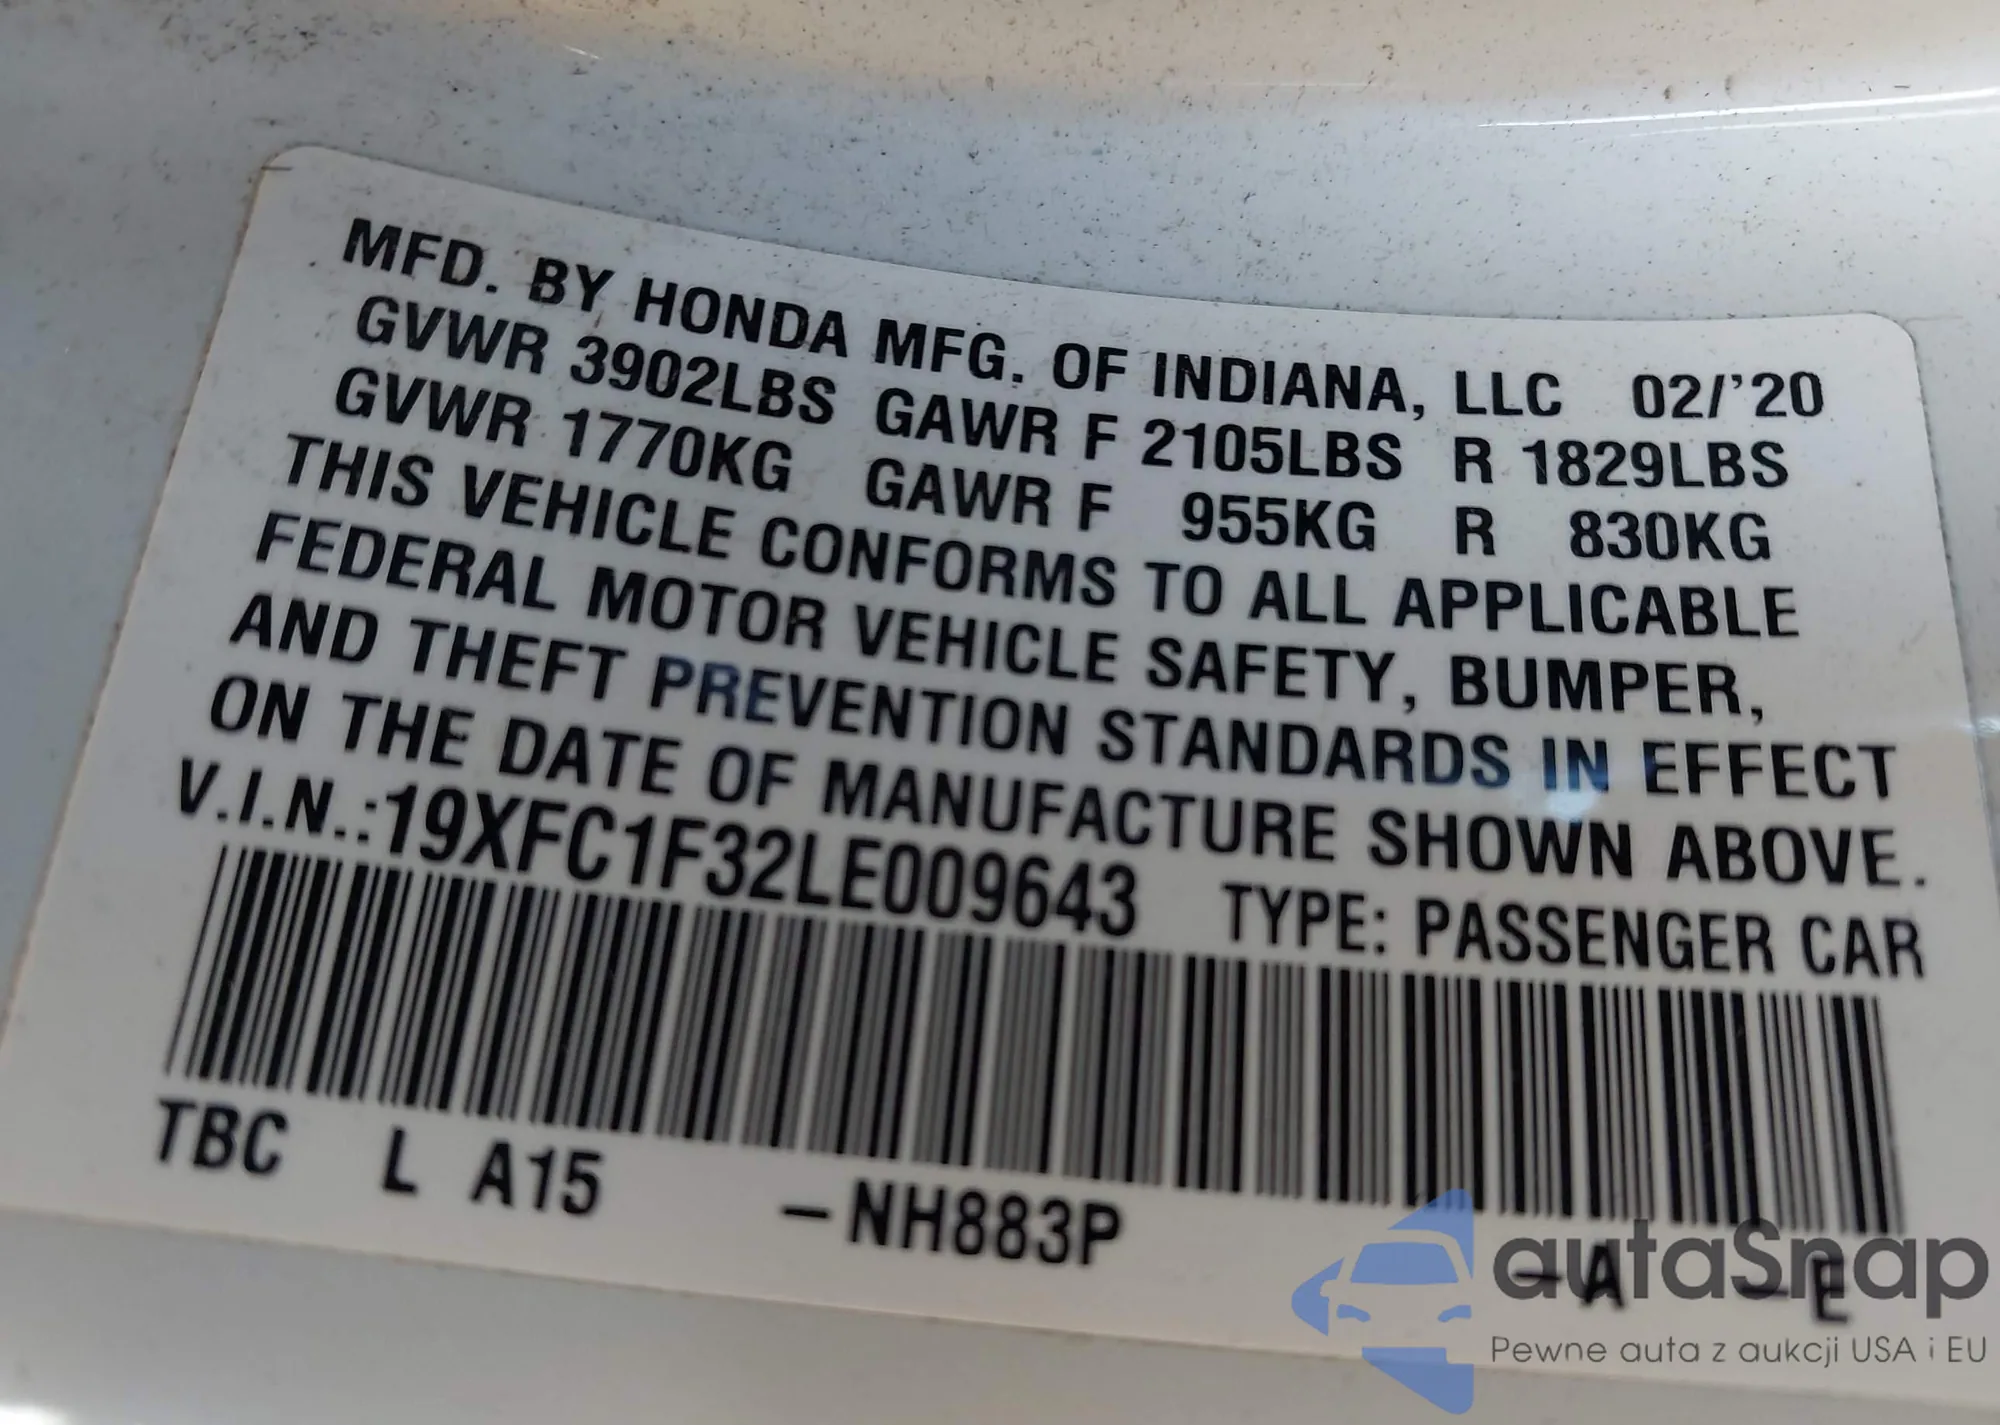 MFD. BY HONDA MFG. OF INDIANA, LLC 02/'20
GVWR 3902LBS GAWR F 2105LBS R 1829LBS
GVWR 1770KG GAWR F 955KG R 830KG
THIS VEHICLE CONFORMS TO ALL APPLICABLE
FEDERAL MOTOR VEHICLE SAFETY, BUMPER,
AND THEFT PREVENTION STANDARDS IN EFFECT
ON THE DATE OF MANUFACTURE SHOWN ABOVE.
V.I.N.:19XFC1F32LE009643 TYPE: PASSENGER CAR
TBC L A15 –NH883P –A –E
autaSnap
Pewne auta z aukcji USA i EU